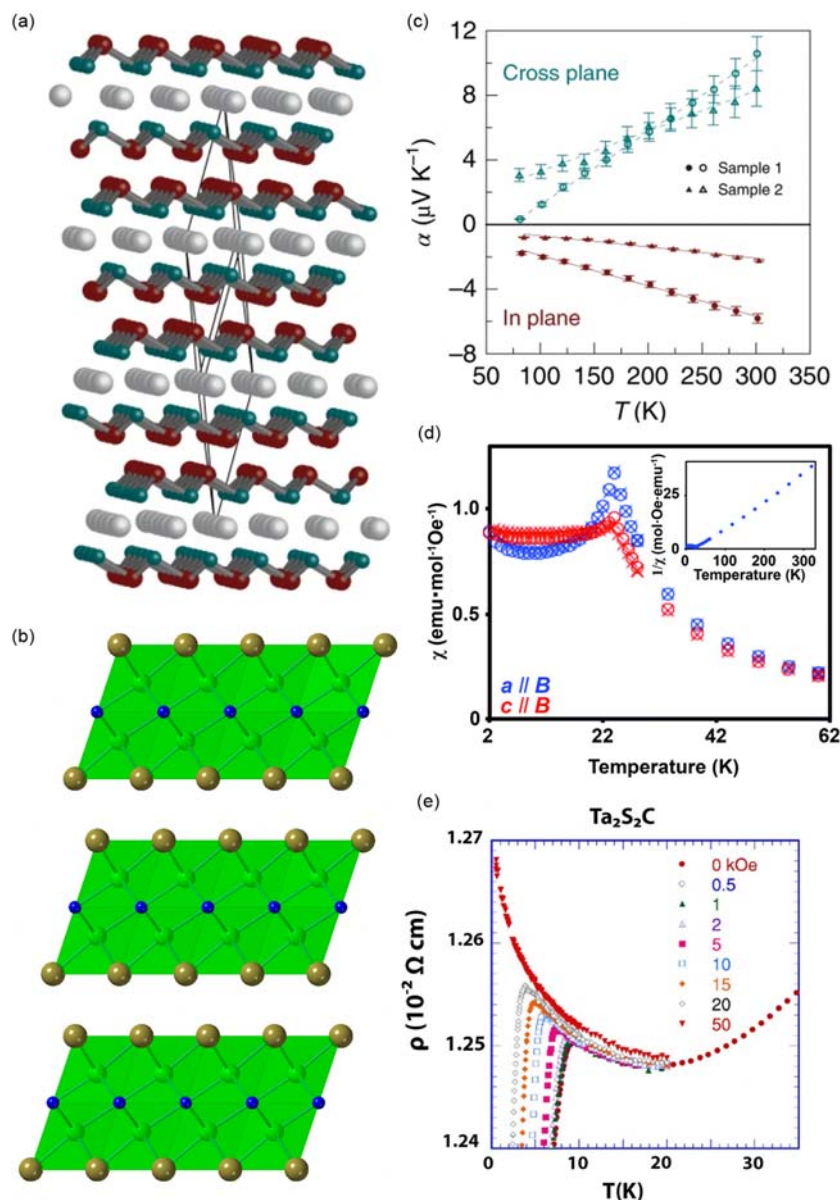 (a)
(b)
(c)
12
8
4
0
−4
−8
α (μV K⁻¹)
Cross plane
Sample 1
Sample 2
In plane
50 100 150 200 250 300 350
T (K)
(d)
1.0
0.5
0
χ (emu·mol⁻¹Oe⁻¹)
25
0
1/χ (mol·Oe·emu⁻¹)
0 100 200 300
Temperature (K)
a // B
c // B
2 22 42 62
Temperature (K)
(e)
Ta₂S₂C
1.27
1.26
1.25
1.24
ρ (10⁻² Ω cm)
0 kOe
0.5
1
2
5
10
15
20
50
0 10 20 30
T(K)